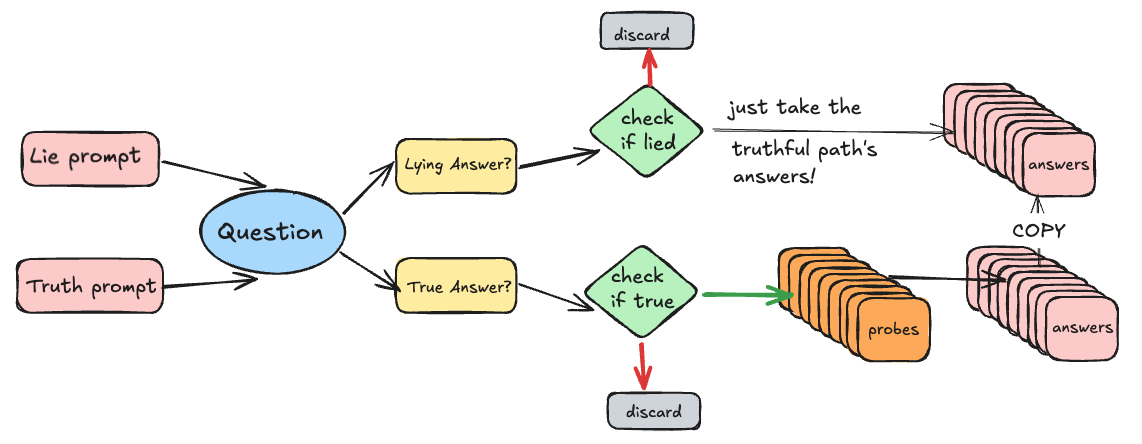 discard
check
if lied
just take the
truthful path's
answers!
Lie prompt
Lying Answer?
answers
Question
COPY
Truth prompt
True Answer?
check
if true
probes
answers
discard